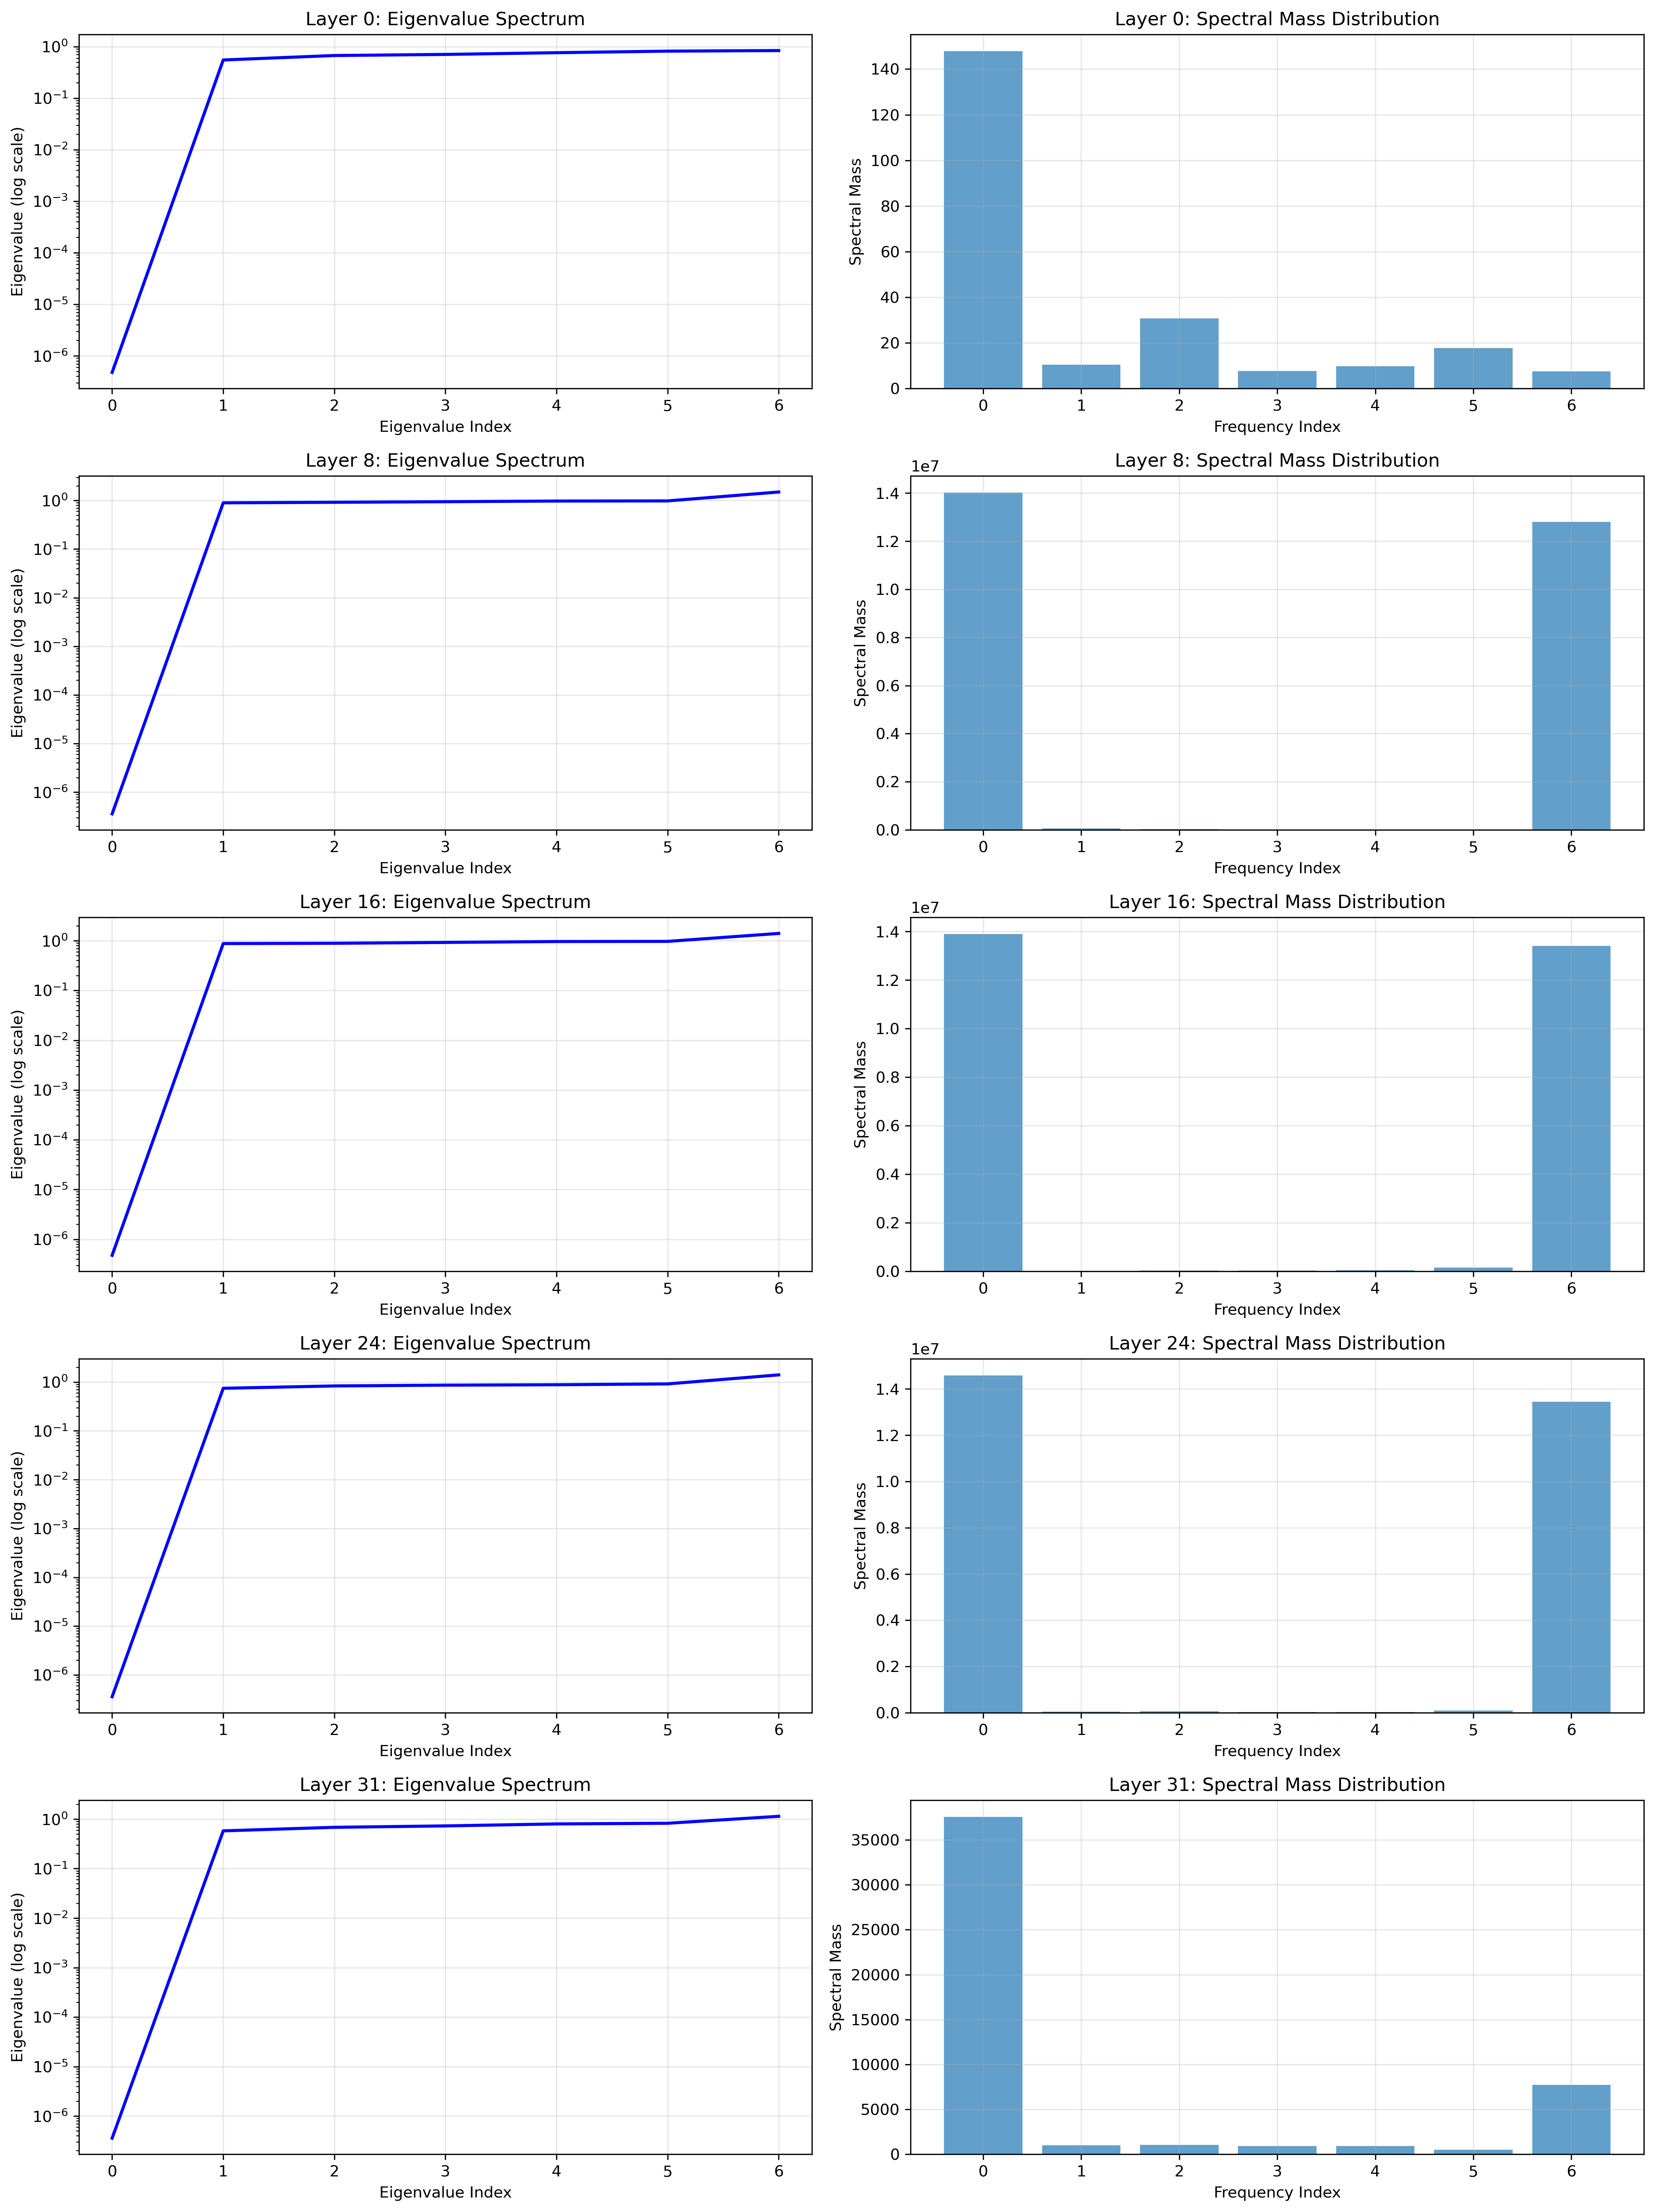 Layer 0: Eigenvalue Spectrum
Eigenvalue (log scale)
10⁰
10⁻¹
10⁻²
10⁻³
10⁻⁴
10⁻⁵
10⁻⁶
0 1 2 3 4 5 6
Eigenvalue Index
Layer 0: Spectral Mass Distribution
Spectral Mass
140
120
100
80
60
40
20
0
0 1 2 3 4 5 6
Frequency Index
Layer 8: Eigenvalue Spectrum
Eigenvalue (log scale)
10⁰
10⁻¹
10⁻²
10⁻³
10⁻⁴
10⁻⁵
10⁻⁶
0 1 2 3 4 5 6
Eigenvalue Index
Layer 8: Spectral Mass Distribution
1e7
Spectral Mass
1.4
1.2
1.0
0.8
0.6
0.4
0.2
0.0
0 1 2 3 4 5 6
Frequency Index
Layer 16: Eigenvalue Spectrum
Eigenvalue (log scale)
10⁰
10⁻¹
10⁻²
10⁻³
10⁻⁴
10⁻⁵
10⁻⁶
0 1 2 3 4 5 6
Eigenvalue Index
Layer 16: Spectral Mass Distribution
1e7
Spectral Mass
1.4
1.2
1.0
0.8
0.6
0.4
0.2
0.0
0 1 2 3 4 5 6
Frequency Index
Layer 24: Eigenvalue Spectrum
Eigenvalue (log scale)
10⁰
10⁻¹
10⁻²
10⁻³
10⁻⁴
10⁻⁵
10⁻⁶
0 1 2 3 4 5 6
Eigenvalue Index
Layer 24: Spectral Mass Distribution
1e7
Spectral Mass
1.4
1.2
1.0
0.8
0.6
0.4
0.2
0.0
0 1 2 3 4 5 6
Frequency Index
Layer 31: Eigenvalue Spectrum
Eigenvalue (log scale)
10⁰
10⁻¹
10⁻²
10⁻³
10⁻⁴
10⁻⁵
10⁻⁶
0 1 2 3 4 5 6
Eigenvalue Index
Layer 31: Spectral Mass Distribution
Spectral Mass
35000
30000
25000
20000
15000
10000
5000
0
0 1 2 3 4 5 6
Frequency Index